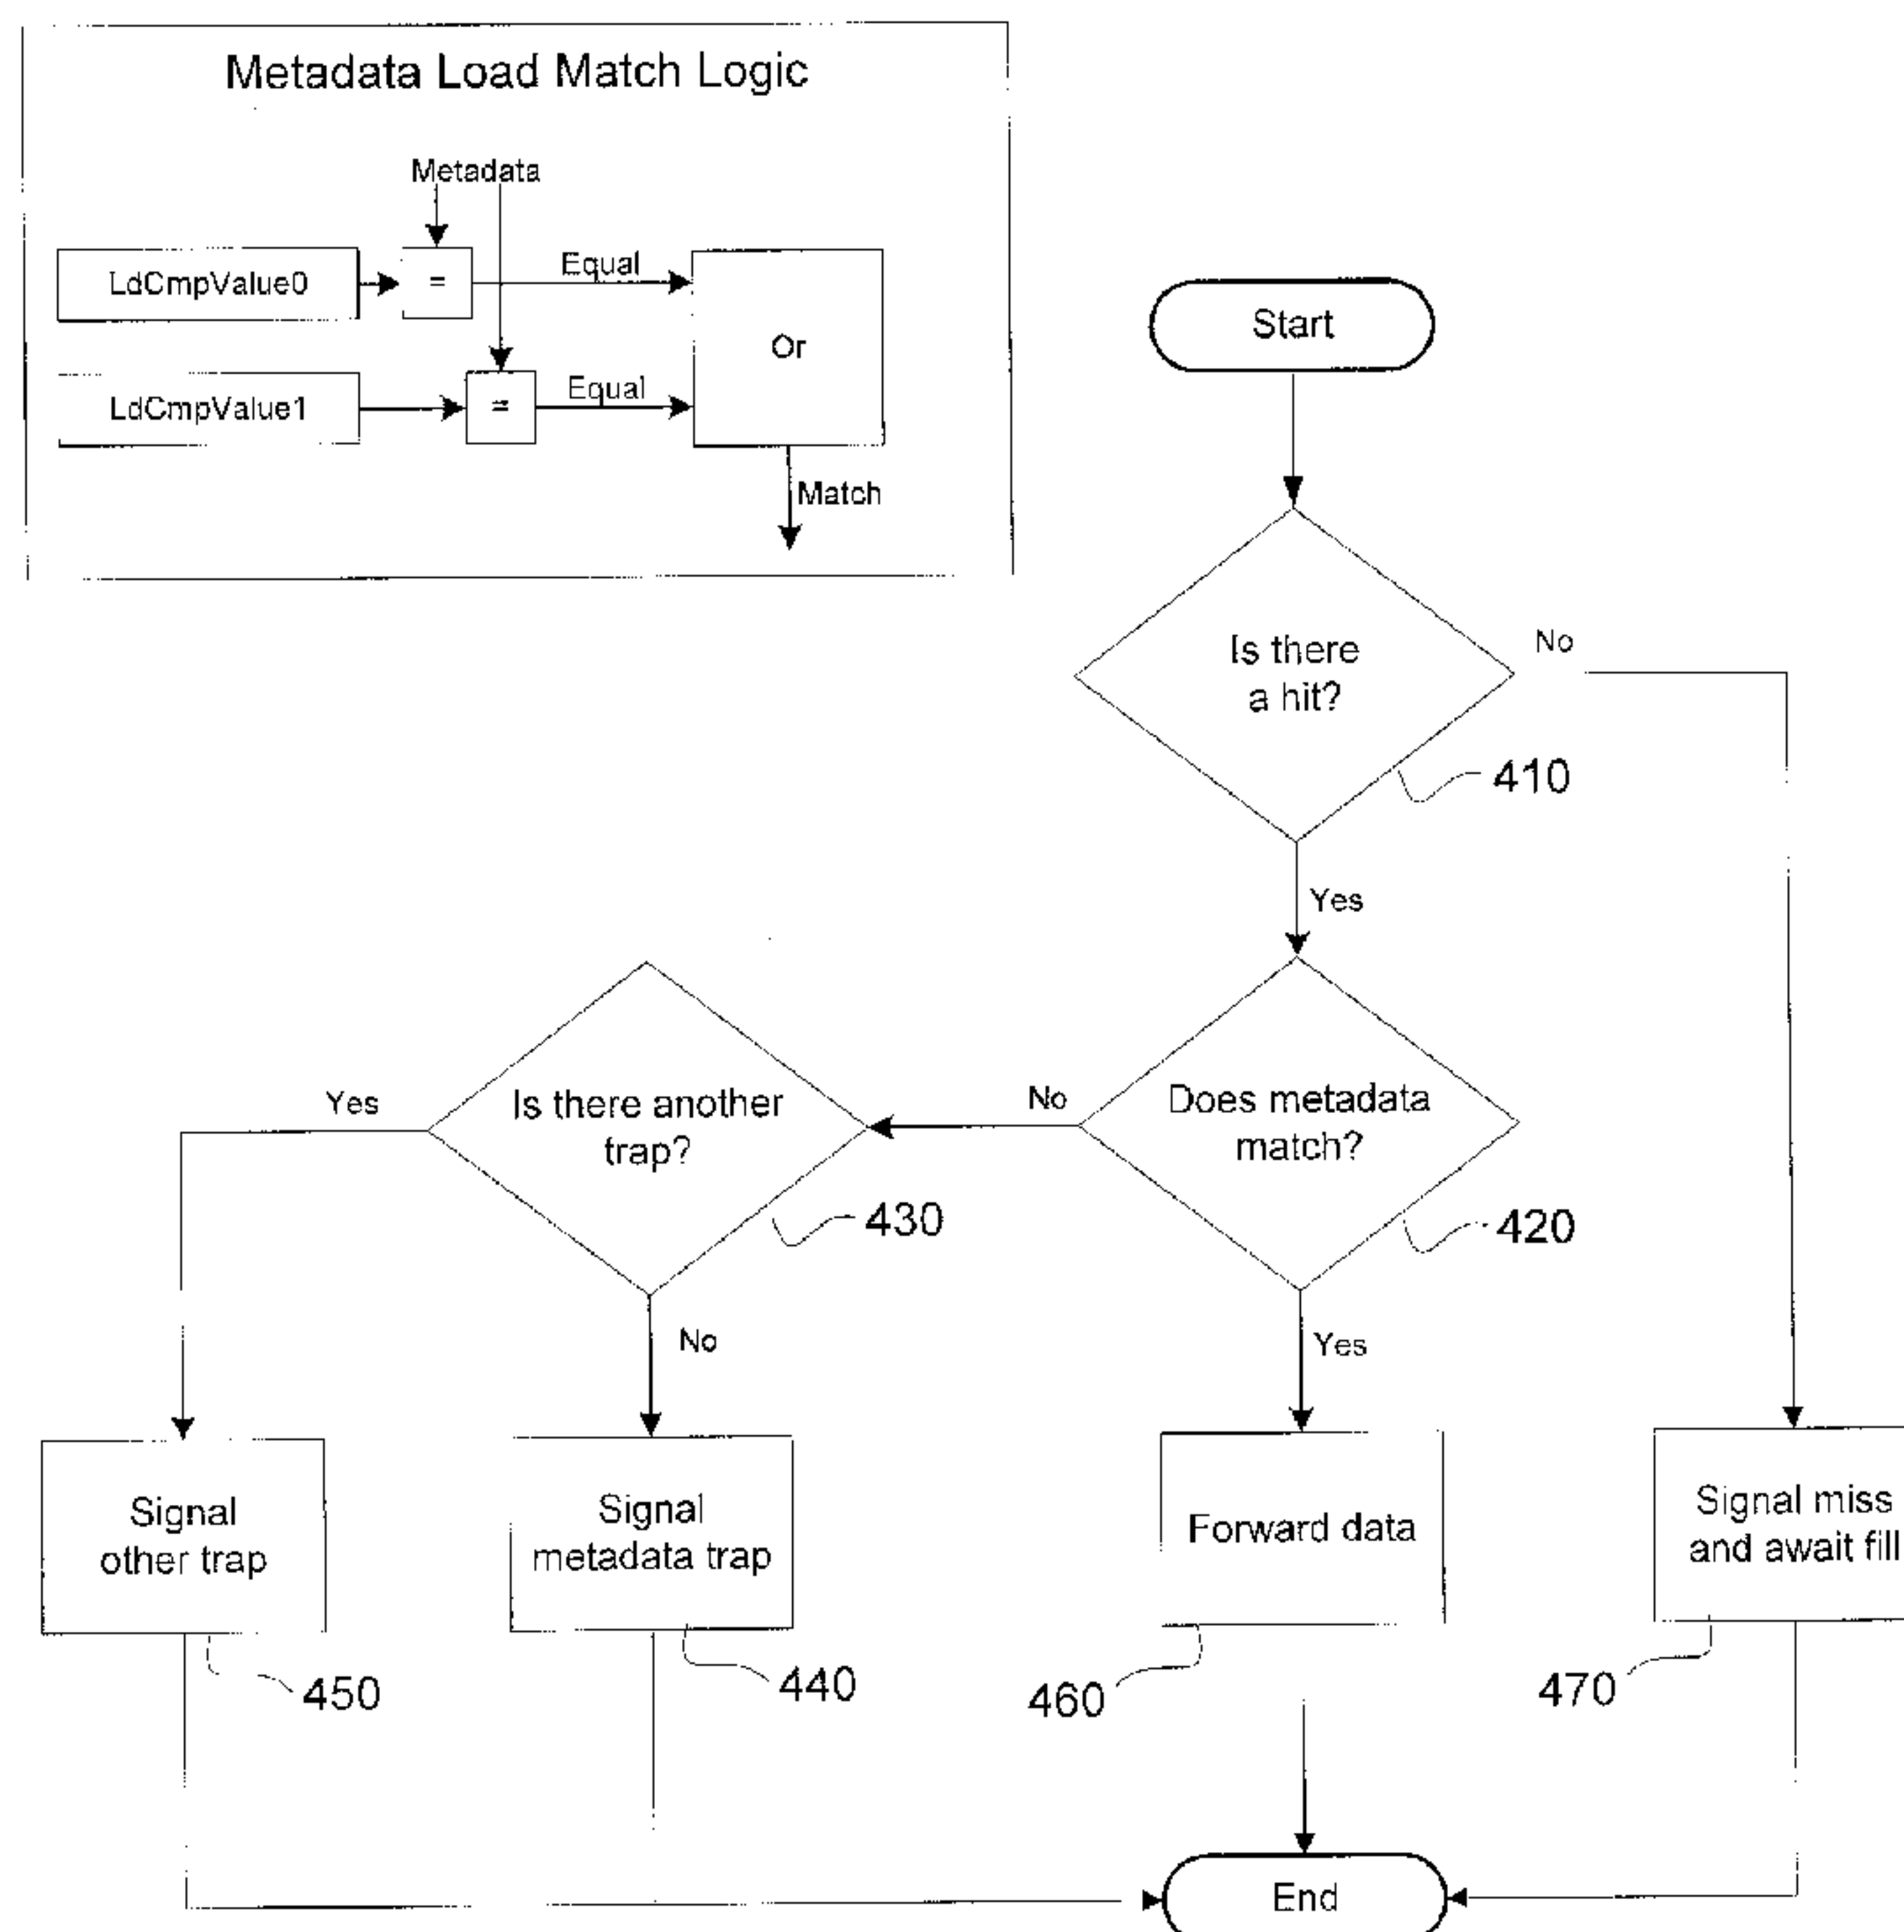 Metadata Load Match Logic
Metadata
LdCmpValue0
=
Equal
Or
LdCmpValue1
=
Equal
Match
Start
Is there
a hit?
No
410
Yes
Does metadata
match?
No
420
Is there another
trap?
Yes
430
No
Yes
Signal
other trap
450
Signal
metadata trap
440
Forward data
460
Signal miss
and await fill
470
End